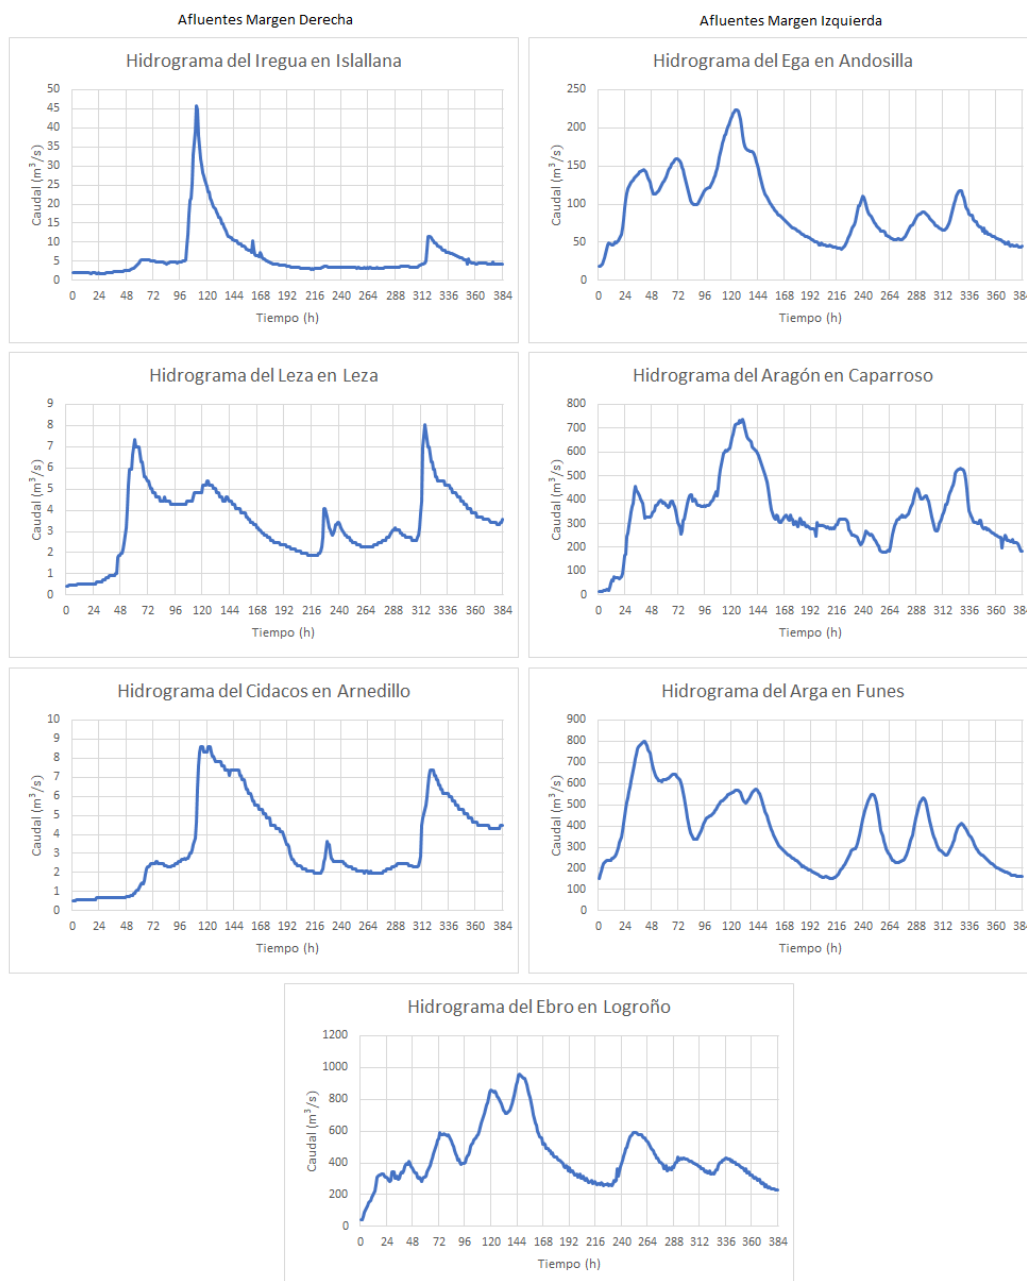 Afluentes Margen Derecha
Afluentes Margen Izquierda
Hidrograma del Iregua en Islallana
50
45
40
35
30
25
20
15
10
5
0
Caudal (m³/s)
0 24 48 72 96 120 144 168 192 216 240 264 288 312 336 360 384
Tiempo (h)
Hidrograma del Ega en Andosilla
250
200
150
100
50
0
Caudal (m³/s)
0 24 48 72 96 120 144 168 192 216 240 264 288 312 336 360 384
Tiempo (h)
Hidrograma del Leza en Leza
9
8
7
6
5
4
3
2
1
0
Caudal (m³/s)
0 24 48 72 96 120 144 168 192 216 240 264 288 312 336 360 384
Tiempo (h)
Hidrograma del Aragón en Caparroso
800
700
600
500
400
300
200
100
0
Caudal (m³/s)
0 24 48 72 96 120 144 168 192 216 240 264 288 312 336 360 384
Tiempo (h)
Hidrograma del Cidacos en Arnedillo
10
9
8
7
6
5
4
3
2
1
0
Caudal (m³/s)
0 24 48 72 96 120 144 168 192 216 240 264 288 312 336 360 384
Tiempo (h)
Hidrograma del Arga en Funes
900
800
700
600
500
400
300
200
100
0
Caudal (m³/s)
0 24 48 72 96 120 144 168 192 216 240 264 288 312 336 360 384
Tiempo (h)
Hidrograma del Ebro en Logroño
1200
1000
800
600
400
200
0
Caudal (m³/s)
0 24 48 72 96 120 144 168 192 216 240 264 288 312 336 360 384
Tiempo (h)